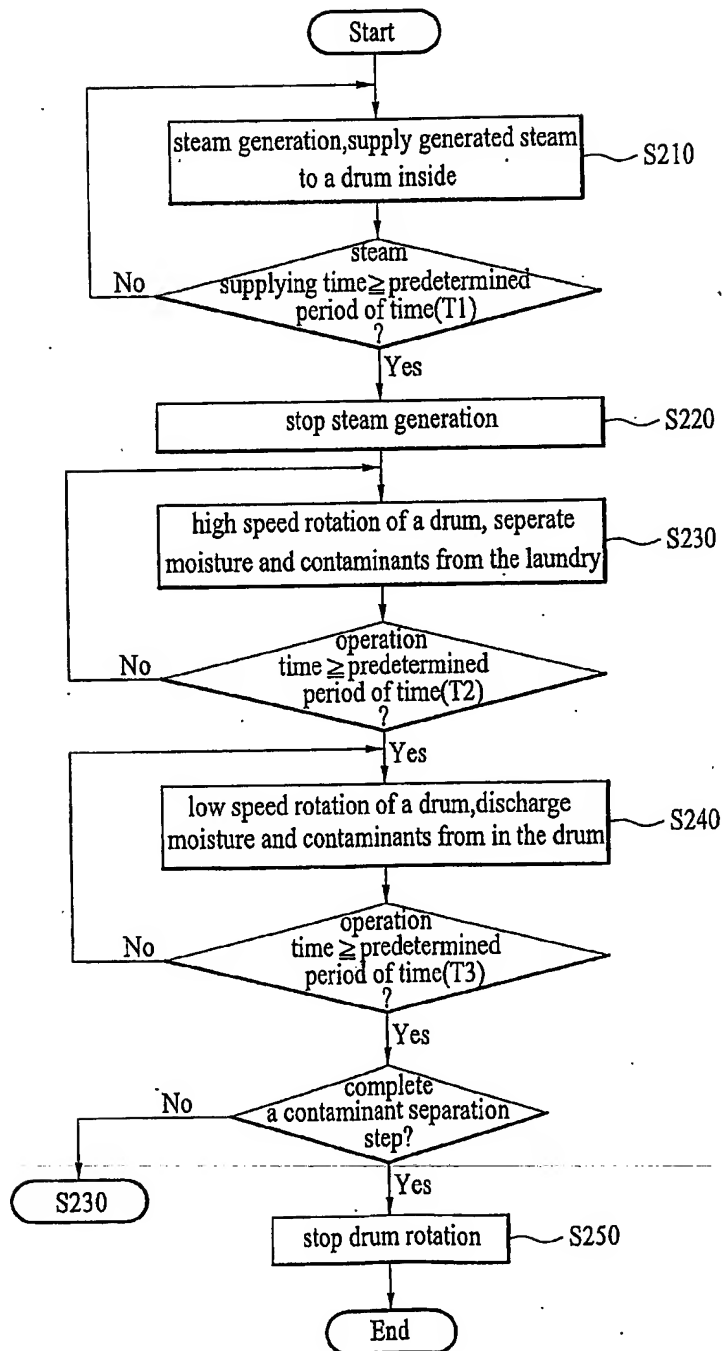 Start
steam generation,supply generated steam
to a drum inside
S210
steam
supplying time≧predetermined
period of time(T1)
?
No
Yes
stop steam generation
S220
high speed rotation of a drum, seperate
moisture and contaminants from the laundry
S230
operation
time≧predetermined
period of time(T2)
?
No
Yes
low speed rotation of a drum,discharge
moisture and contaminants from in the drum
S240
operation
time≧predetermined
period of time(T3)
?
No
Yes
complete
a contaminant separation
step?
No
Yes
S230
stop drum rotation
S250
End